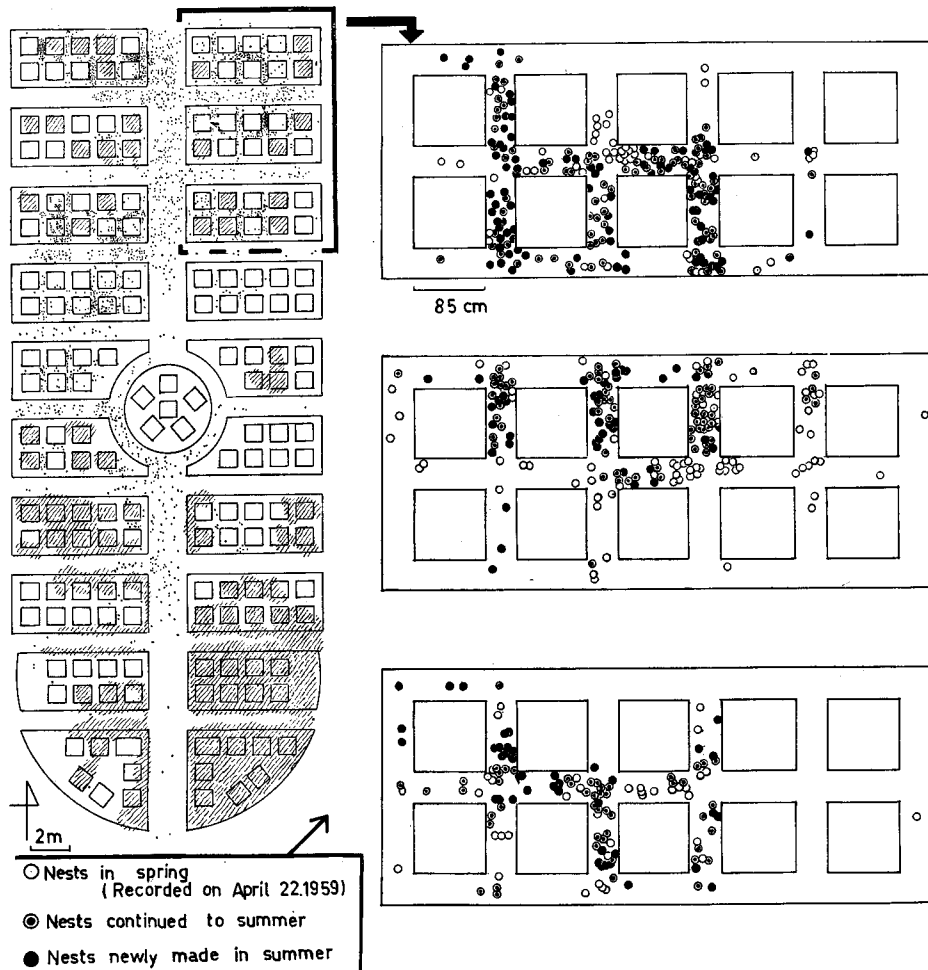 85 cm
2m
Nests in spring
(Recorded on April 22.1959)
Nests continued to summer
Nests newly made in summer